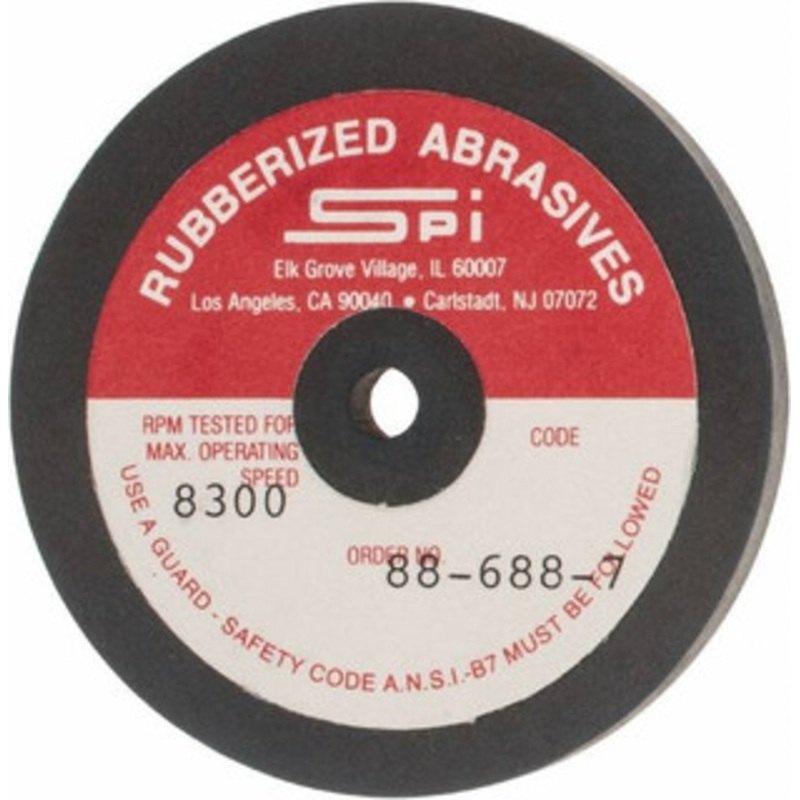 RUBBERIZED ABRASIVES
SPi
Elk Grove Village, IL 60007
Los Angeles, CA 90040 • Carlstadt, NJ 07072
RPM TESTED FOR
MAX. OPERATING
SPEED
8300
CODE
ORDER NO.
88-688-7
USE A GUARD - SAFETY CODE A.N.S.I.-B7 MUST BE FOLLOWED